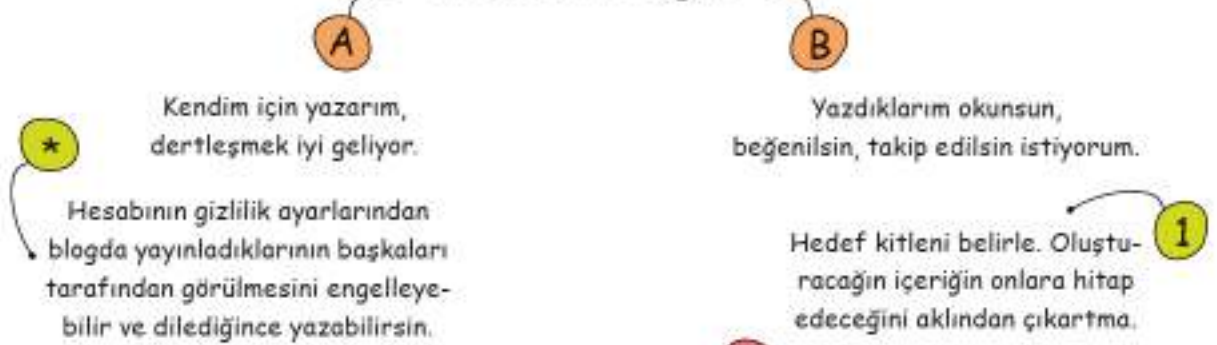 A
Kendim için yazarım,
dertleşmek iyi geliyor.
*
Hesabının gizlilik ayarlarından
blogda yayınladıklarının başkaları
tarafından görülmesini engelleye-
bilir ve dilediğince yazabilirsin.
B
Yazdıklarım okunsun,
beğenilsin, takip edilsin istiyorum.
1
Hedef kitleni belirle. Oluştu-
racağın içeriğin onlara hitap
edeceğini aklından çıkartma.